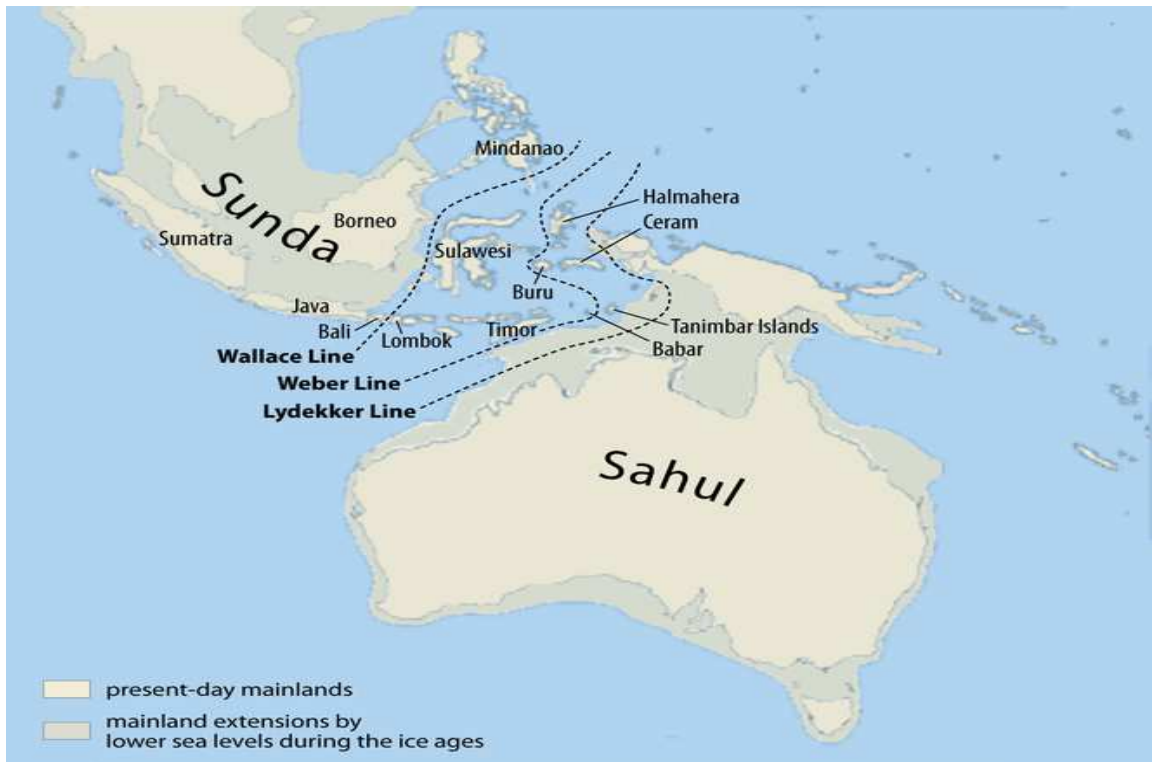 Mindanao
Halmahera
Ceram
Sunda
Borneo
Sumatra
Sulawesi
Buru
Java
Bali
Lombok
Timor
Tanimbar Islands
Babar
Wallace Line
Weber Line
Lydekker Line
Sahul
present-day mainlands
mainland extensions by
lower sea levels during the ice ages